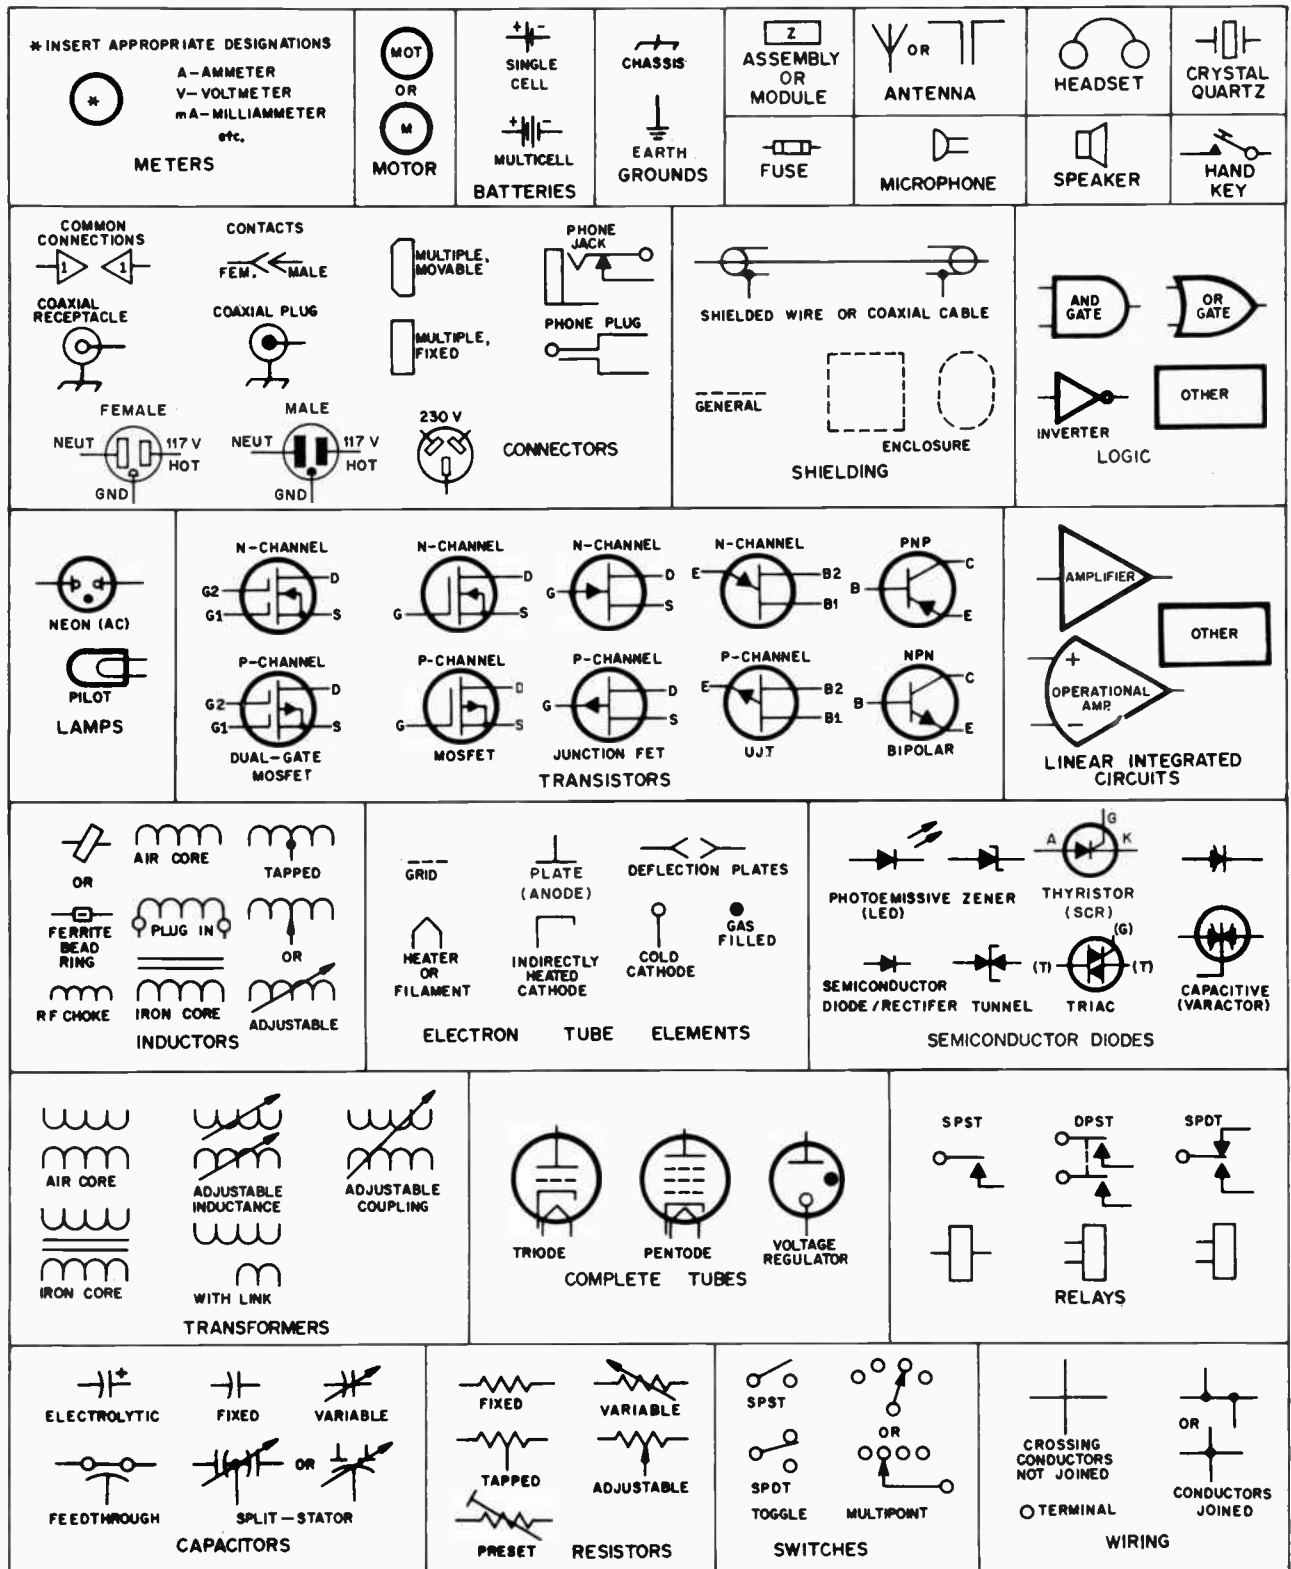 * INSERT APPROPRIATE DESIGNATIONS
*
A-AMMETER
V-VOLTMETER
mA-MILLIAMMETER
etc.
METERS
MOT
OR
M
MOTOR
+ -
SINGLE
CELL
+ -
MULTICELL
BATTERIES
CHASSIS
EARTH
GROUNDS
Z
ASSEMBLY
OR
MODULE
OR
ANTENNA
HEADSET
CRYSTAL
QUARTZ
FUSE
MICROPHONE
SPEAKER
HAND
KEY
COMMON
CONNECTIONS
1 1
CONTACTS
FEM. MALE
MULTIPLE,
MOVABLE
PHONE
JACK
COAXIAL
RECEPTACLE
COAXIAL PLUG
MULTIPLE,
FIXED
PHONE PLUG
FEMALE
NEUT 117 V
HOT
GND
MALE
NEUT 117 V
HOT
GND
230 V
CONNECTORS
SHIELDED WIRE OR COAXIAL CABLE
GENERAL
ENCLOSURE
SHIELDING
AND
GATE
OR
GATE
INVERTER
OTHER
LOGIC
NEON (AC)
PILOT
LAMPS
N-CHANNEL
G2
G1
D
S
N-CHANNEL
G
D
S
N-CHANNEL
G
D
S
N-CHANNEL
E
B2
B1
PNP
B
C
E
P-CHANNEL
G2
G1
D
S
DUAL-GATE
MOSFET
P-CHANNEL
G
D
S
MOSFET
P-CHANNEL
G
D
S
JUNCTION FET
P-CHANNEL
E
B2
B1
UJT
NPN
B
C
E
BIPOLAR
TRANSISTORS
AMPLIFIER
OTHER
+
OPERATIONAL
AMP.
-
LINEAR INTEGRATED
CIRCUITS
OR
FERRITE
BEAD
RING
AIR CORE
TAPPED
PLUG IN
OR
RF CHOKE
IRON CORE
ADJUSTABLE
INDUCTORS
GRID
PLATE
(ANODE)
DEFLECTION PLATES
HEATER
OR
FILAMENT
INDIRECTLY
HEATED
CATHODE
COLD
CATHODE
GAS
FILLED
ELECTRON TUBE ELEMENTS
PHOTOEMISSIVE
(LED)
ZENER
A G K
THYRISTOR
(SCR)
SEMICONDUCTOR
DIODE/RECTIFER
TUNNEL
(T) (G) (T')
TRIAC
CAPACITIVE
(VARACTOR)
SEMICONDUCTOR DIODES
AIR CORE
ADJUSTABLE
INDUCTANCE
ADJUSTABLE
COUPLING
IRON CORE
WITH LINK
TRANSFORMERS
TRIODE
PENTODE
VOLTAGE
REGULATOR
COMPLETE TUBES
SPST
DPST
SPDT
RELAYS
+
ELECTROLYTIC
FIXED
VARIABLE
OR
FEEDTHROUGH
SPLIT-STATOR
CAPACITORS
FIXED
VARIABLE
TAPPED
ADJUSTABLE
PRESET
RESISTORS
SPST
OR
SPDT
TOGGLE
MULTIPOINT
SWITCHES
CROSSING
CONDUCTORS
NOT JOINED
TERMINAL
OR
CONDUCTORS
JOINED
WIRING